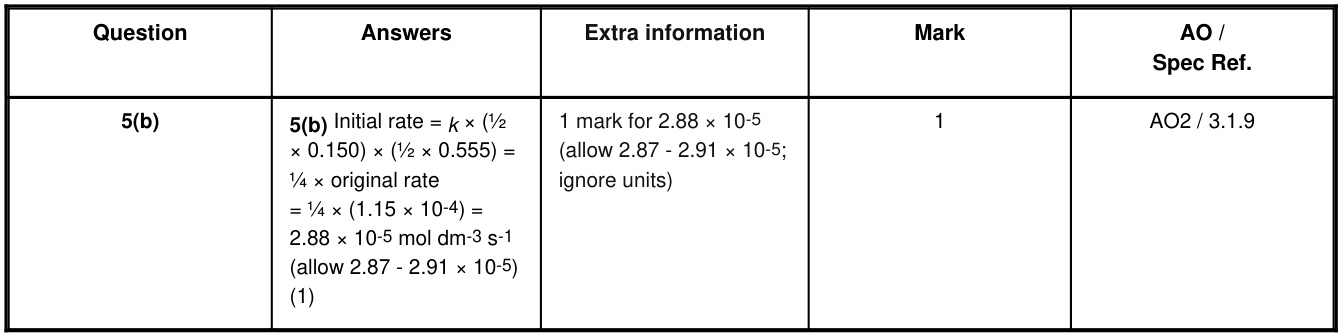 Question Answers Extra information Mark AO /
Spec Ref.
5(b)
5(b) Initial rate = k × (½
× 0.150) × (½ × 0.555) =
¼ × original rate
= ¼ × (1.15 × 10-4) =
2.88 × 10-5 mol dm-3 s-1
(allow 2.87 - 2.91 × 10-5)
(1)
1 mark for 2.88 × 10-5
(allow 2.87 - 2.91 × 10-5;
ignore units)
1
AO2 / 3.1.9